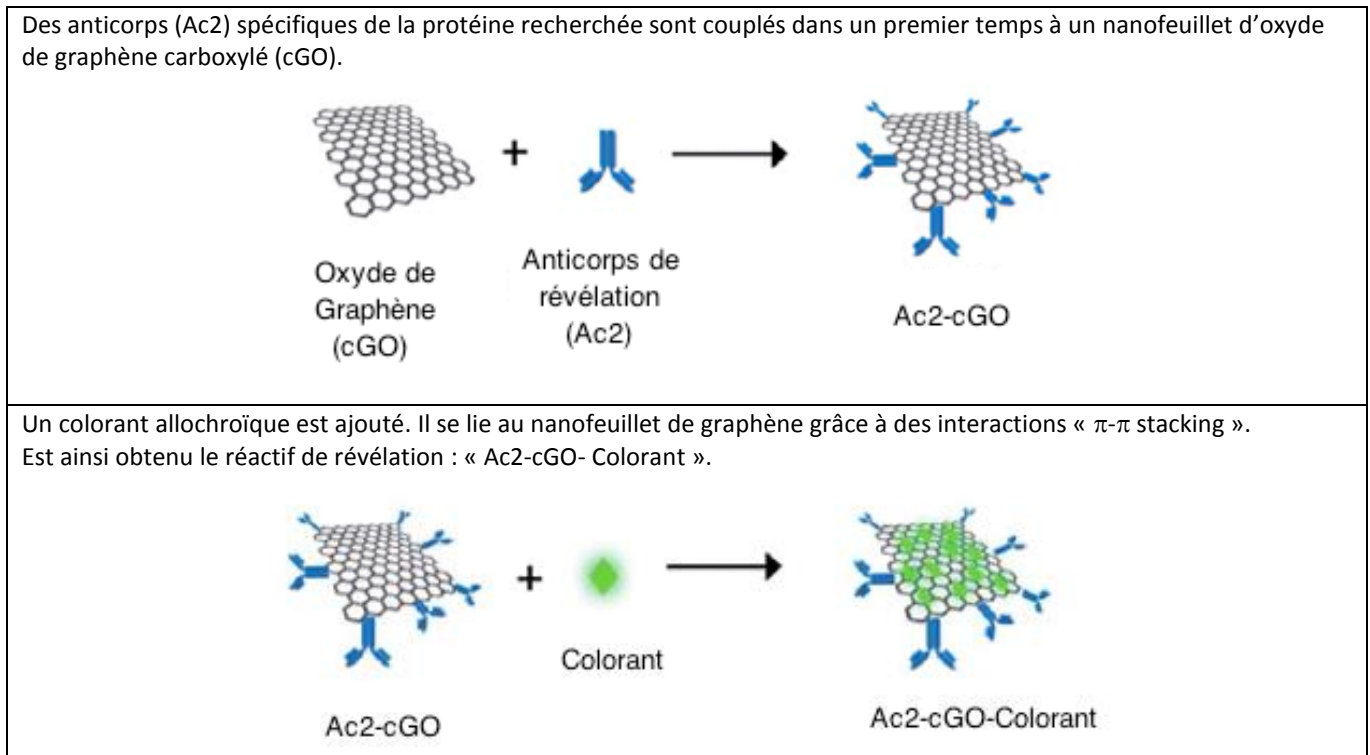 Des anticorps (Ac2) spécifiques de la protéine recherchée sont couplés dans un premier temps à un nanofeuillet d’oxyde
de graphène carboxylé (cGO).
+
Oxyde de
Graphène
(cGO)
Anticorps de
révélation
(Ac2)
Ac2-cGO
Un colorant allochroïque est ajouté. Il se lie au nanofeuillet de graphène grâce à des interactions « π-π stacking ».
Est ainsi obtenu le réactif de révélation : « Ac2-cGO- Colorant ».
+
Colorant
Ac2-cGO
Ac2-cGO-Colorant